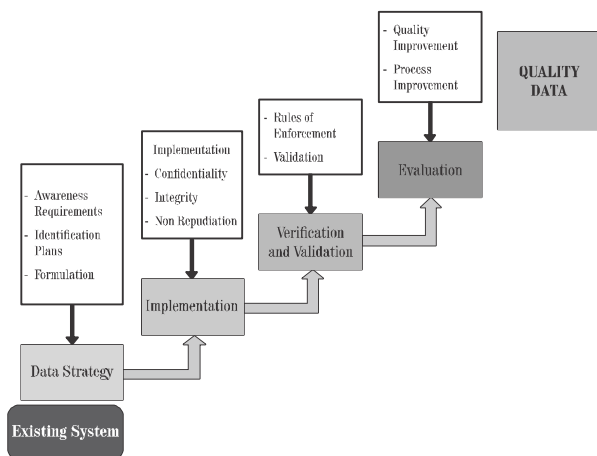 - Quality
Improvement
- Process
Improvement
QUALITY
DATA
- Rules of
Enforcement
- Validation
Evaluation
Implementation
- Confidentiality
- Integrity
- Non Repudiation
Verification
and Validation
- Awareness
Requirements
- Identification
Plans
- Formulation
Implementation
Data Strategy
Existing System